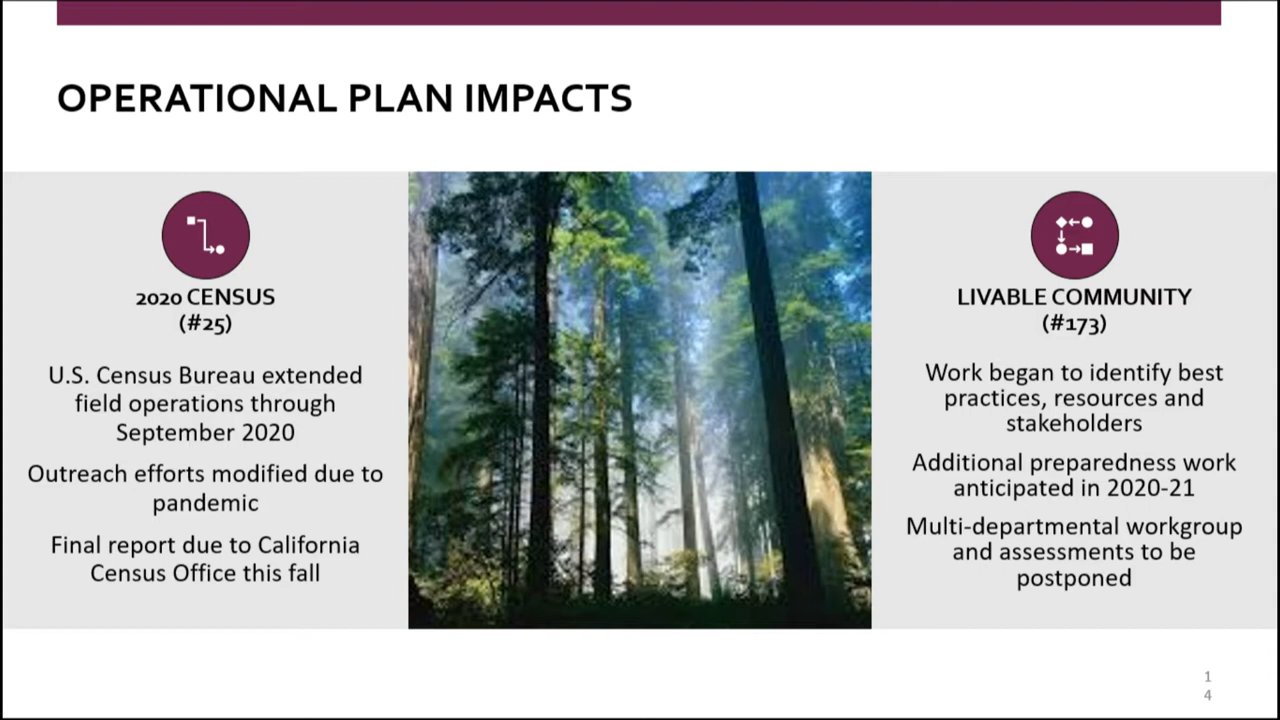 OPERATIONAL PLAN IMPACTS
2020 CENSUS
(#25)
U.S. Census Bureau extended
field operations through
September 2020
Outreach efforts modified due to
pandemic
Final report due to California
Census Office this fall
LIVABLE COMMUNITY
(#173)
Work began to identify best
practices, resources and
stakeholders
Additional preparedness work
anticipated in 2020-21
Multi-departmental workgroup
and assessments to be
postponed
1
4